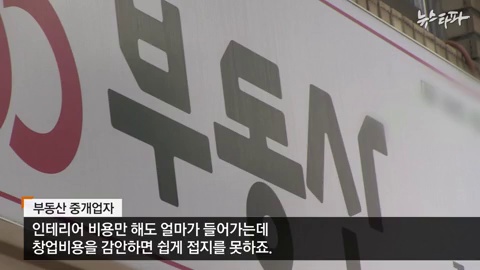 뉴스타파
부동산
부동산 중개업자
인테리어 비용만 해도 얼마가 들어가는데
창업비용을 감안하면 쉽게 접지를 못하죠.